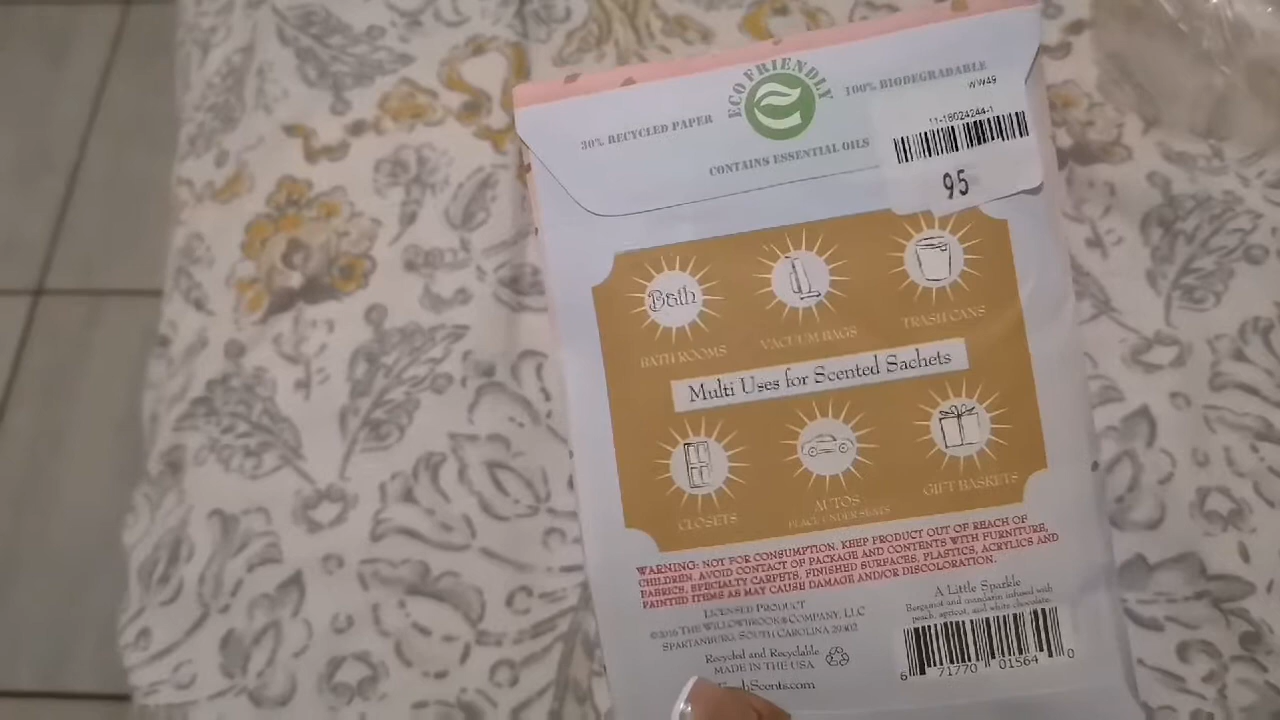 ECO FRIENDLY
30% RECYCLED PAPER
100% BIODEGRADABLE
CONTAINS ESSENTIAL OILS
WW49
11-18024244-1
95
Bath
BATH ROOMS
VACUUM BAGS
TRASH CANS
Multi Uses for Scented Sachets
CLOSETS
AUTOS
PLACE UNDER SEATS
GIFT BASKETS
WARNING: NOT FOR CONSUMPTION. KEEP PRODUCT OUT OF REACH OF
CHILDREN. AVOID CONTACT OF PACKAGE AND CONTENTS WITH FURNITURE,
FABRICS, SPECIALTY CARPETS, FINISHED SURFACES, PLASTICS, ACRYLICS AND
PAINTED ITEMS AS MAY CAUSE DAMAGE AND/OR DISCOLORATION.
LICENSED PRODUCT
©2016 THE WILLOWBROOK COMPANY, LLC
SPARTANBURG, SOUTH CAROLINA 29302
Recycled and Recyclable
MADE IN THE USA
A Little Sparkle
Bergamot and mandarin infused with
peach, apricot, and white chocolate.
6 71770 01564 0